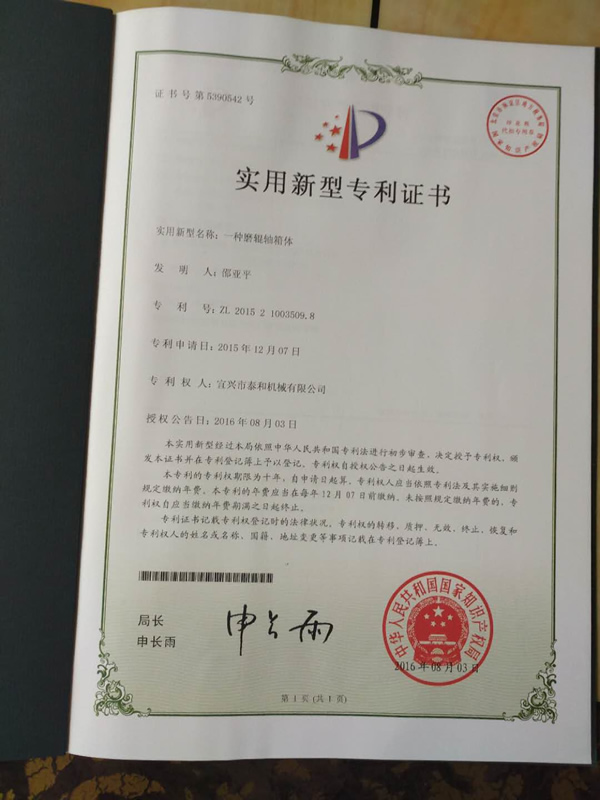 证书号第5390542号
实用新型专利证书
实用新型名称：一种磨辊轴箱体
发明人：邵亚平
专利号：ZL 2015 2 1003509.8
专利申请日：2015年12月07日
专利权人：宜兴市泰和机械有限公司
授权公告日：2016年08月03日
本实用新型经过本局依照中华人民共和国专利法进行初步审查，决定授予专利权，颁
发本证书并在专利登记簿上予以登记。专利权自授权公告之日起生效。
本专利的专利权期限为十年，自申请日起算。专利权人应当依照专利法及其实施细则
规定缴纳年费。本专利的年费应当在每年12月07日前缴纳。未按照规定缴纳年费的，专
利权自应当缴纳年费期满之日起终止。
专利证书记载专利权登记时的法律状况。专利权的转移、质押、无效、终止、恢复和
专利权人的姓名或名称、国籍、地址变更等事项记载在专利登记簿上。
局长
申长雨
申长雨
中华人民共和国国家知识产权局
2016年08月03日
第1页（共1页）